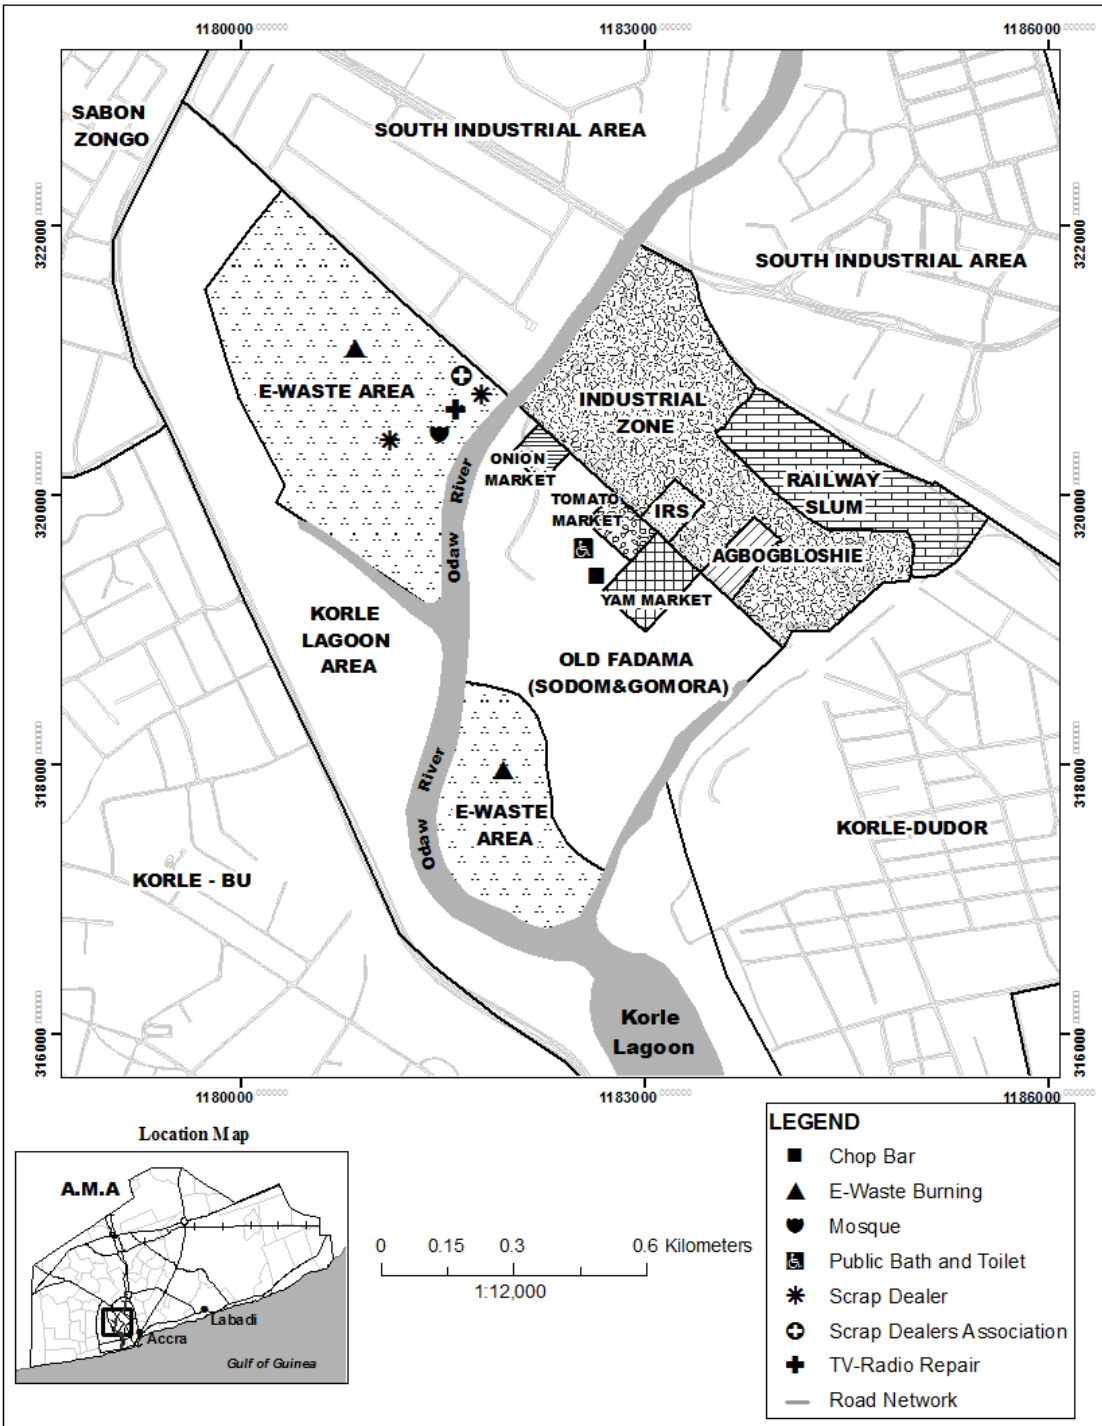 1180000
1183000
1186000
SABON
ZONGO
SOUTH INDUSTRIAL AREA
322000
322000
SOUTH INDUSTRIAL AREA
E-WASTE AREA
INDUSTRIAL
ZONE
ONION
MARKET
River
Odaw
TOMATO
MARKET
IRS
RAILWAY
SLUM
320000
320000
AGBOGBLOSHIE
YAM MARKET
KORLE
LAGOON
AREA
OLD FADAMA
(SODOM&GOMORA)
River
Odaw
318000
318000
E-WASTE
AREA
KORLE-DUDOR
KORLE - BU
Korle
Lagoon
316000
316000
1180000
1183000
1186000
Location Map
A.M.A
Labadi
Accra
Gulf of Guinea
0 0.15 0.3 0.6 Kilometers
1:12,000
LEGEND
Chop Bar
E-Waste Burning
Mosque
Public Bath and Toilet
Scrap Dealer
Scrap Dealers Association
TV-Radio Repair
Road Network